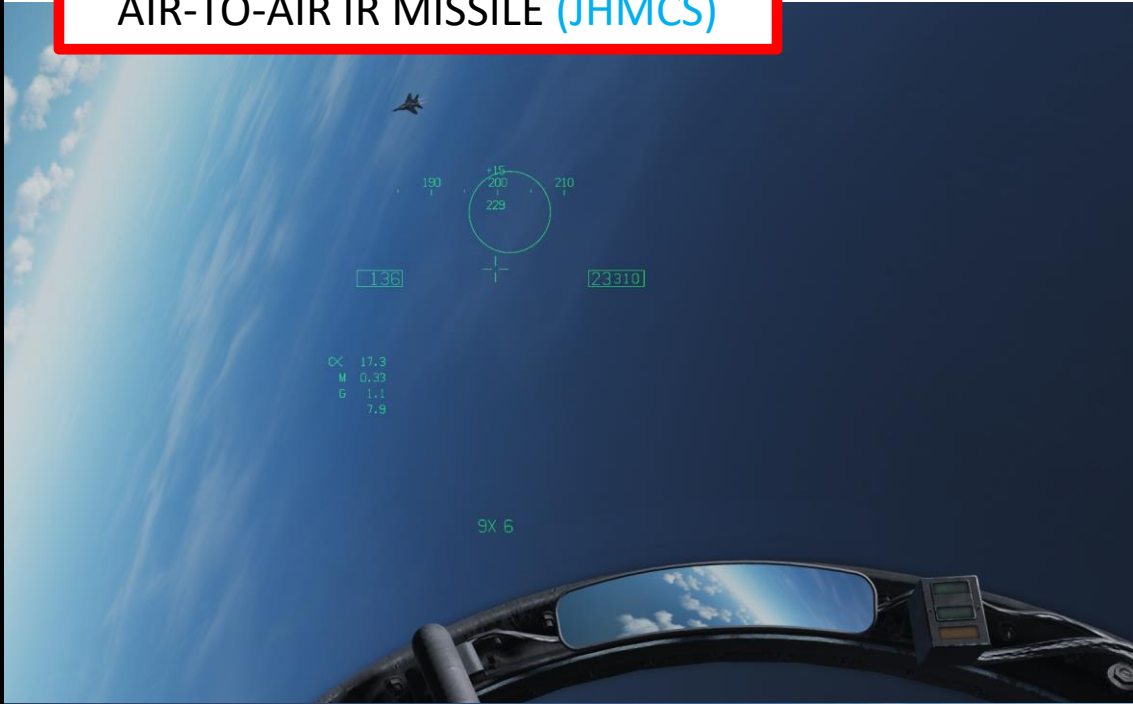 AIR-TO-AIR IR MISSILE (JHMCS)
+15
190 200 210
229
136
23310
α 17.3
M 0.33
G 1.1
7.9
9X 6